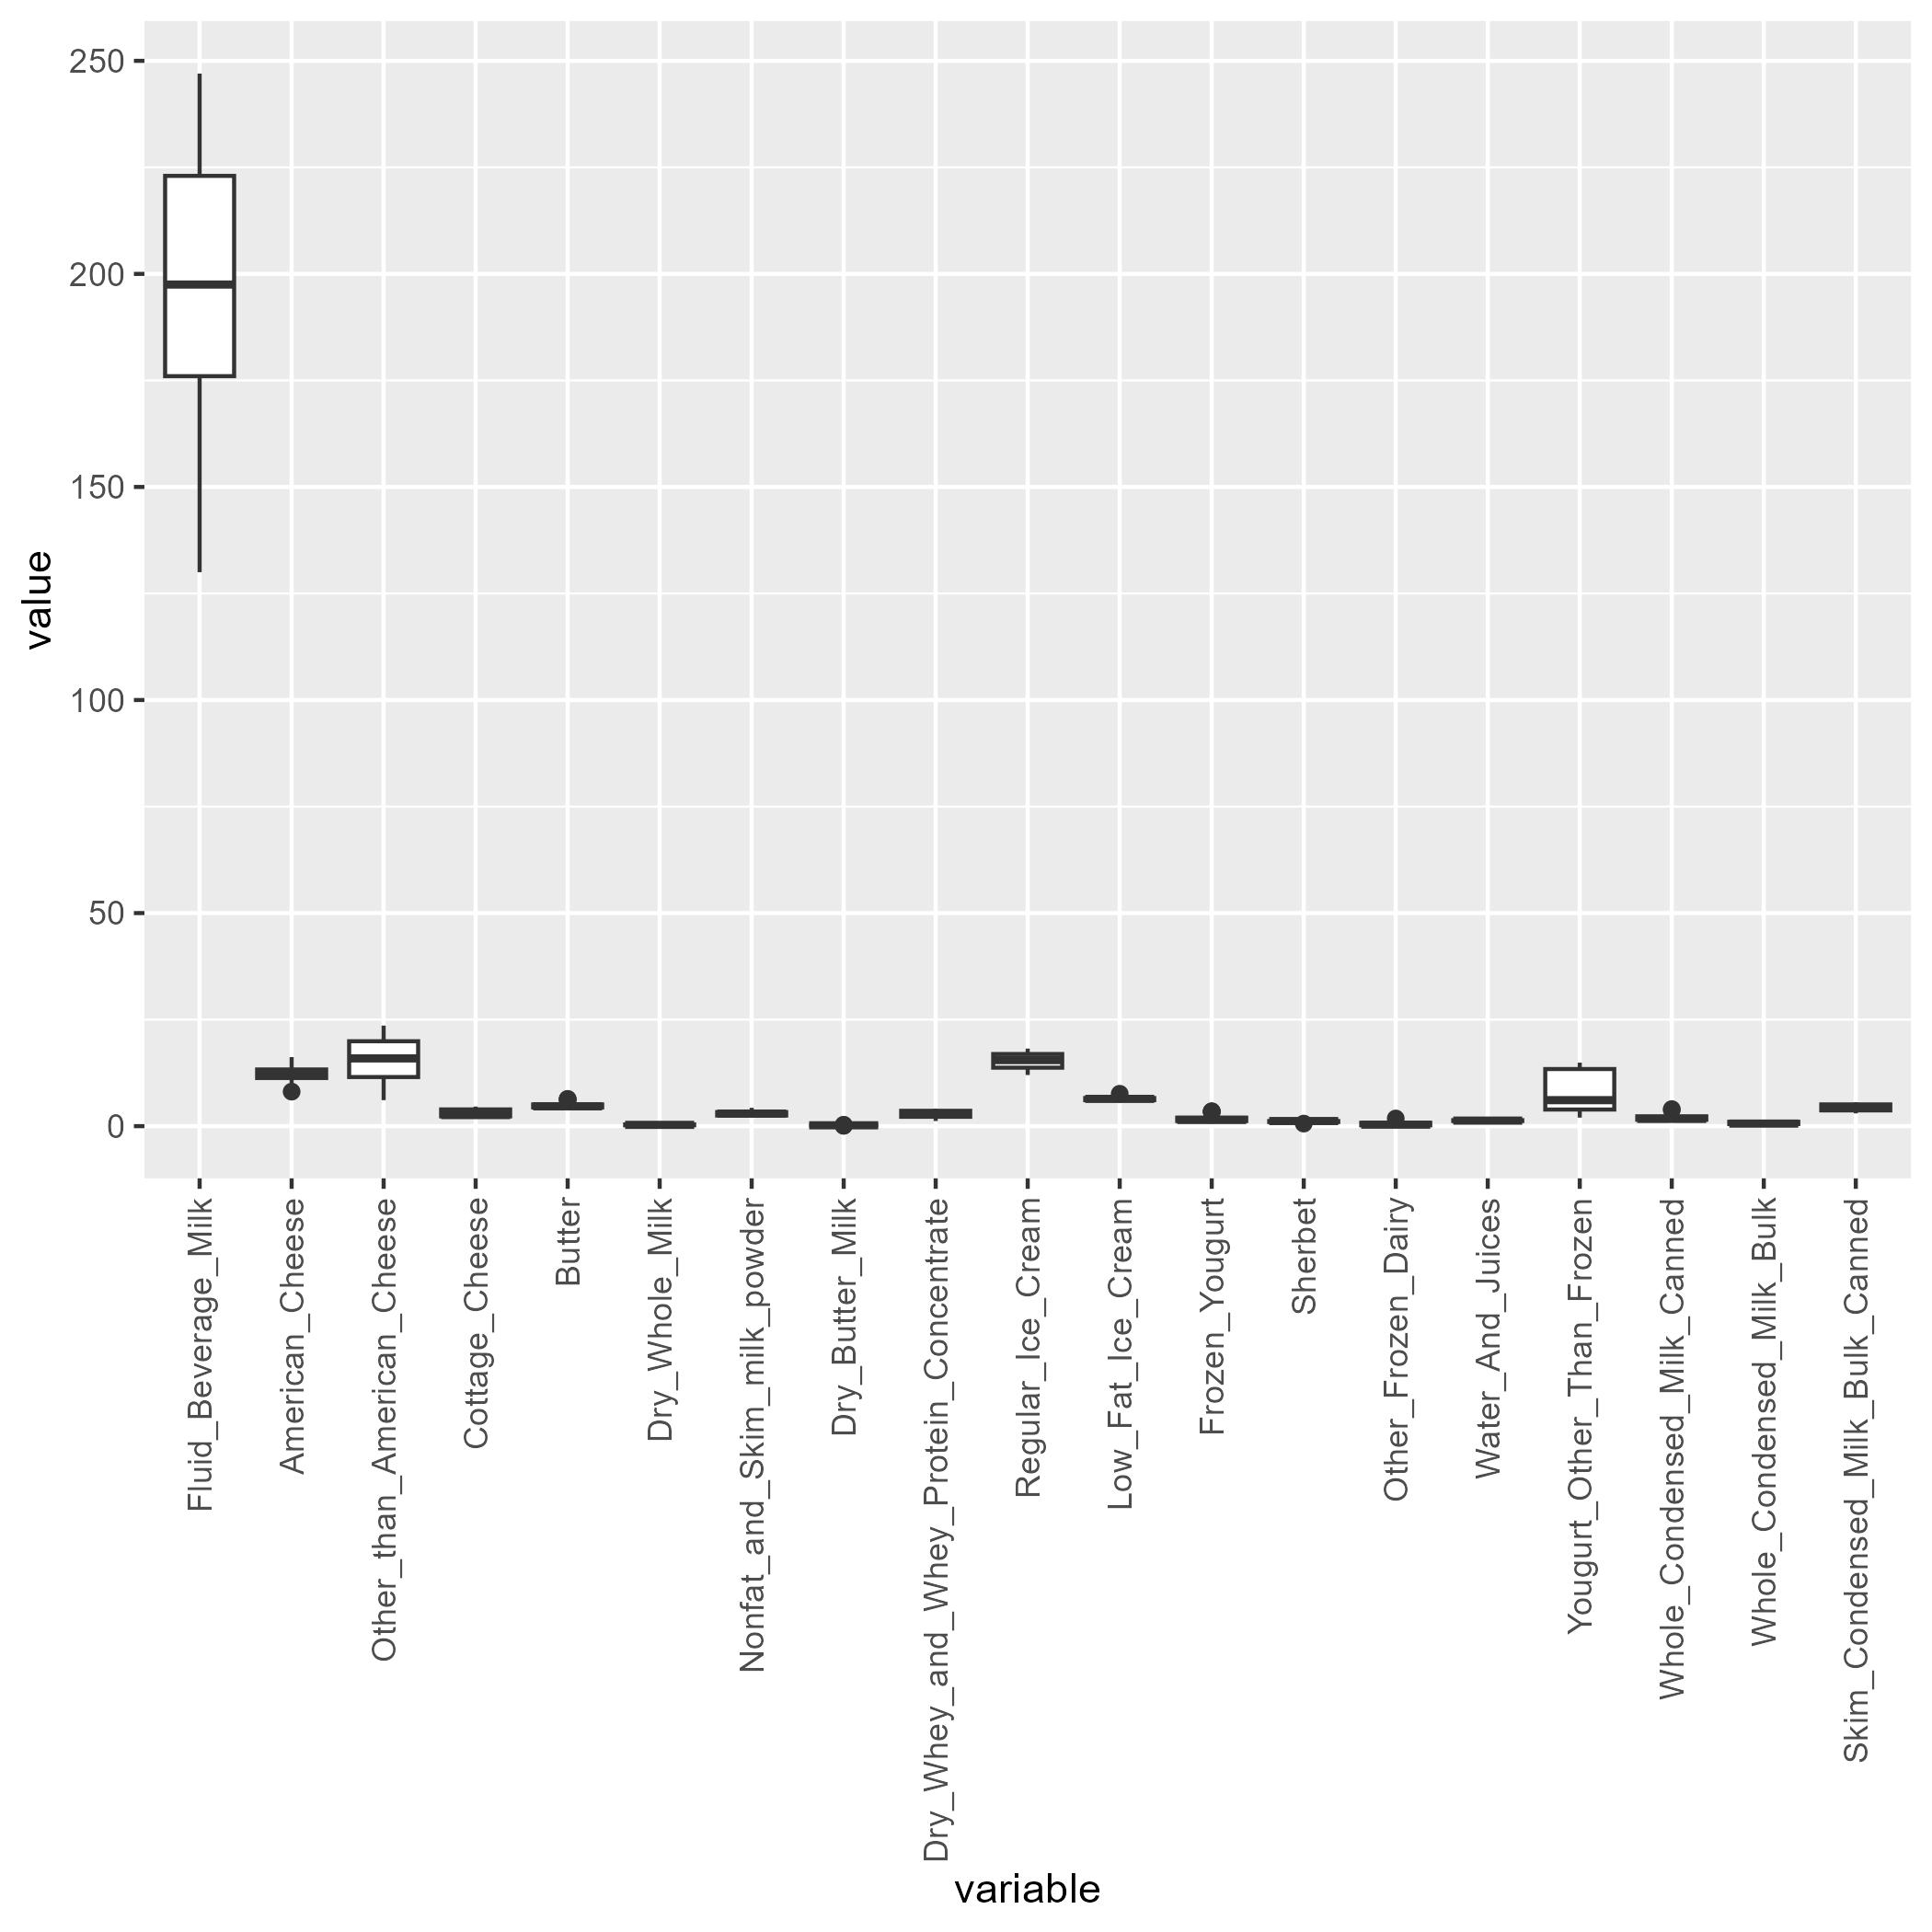 250
200
150
100
50
0
value
Fluid_Beverage_Milk
American_Cheese
Other_than_American_Cheese
Cottage_Cheese
Butter
Dry_Whole_Milk
Nonfat_and_Skim_milk_powder
Dry_Butter_Milk
Dry_Whey_and_Whey_Protein_Concentrate
Regular_Ice_Cream
Low_Fat_Ice_Cream
Frozen_Yougurt
Sherbet
Other_Frozen_Dairy
Water_And_Juices
Yougurt_Other_Than_Frozen
Whole_Condensed_Milk_Canned
Whole_Condensed_Milk_Bulk
Skim_Condensed_Milk_Bulk_Canned
variable